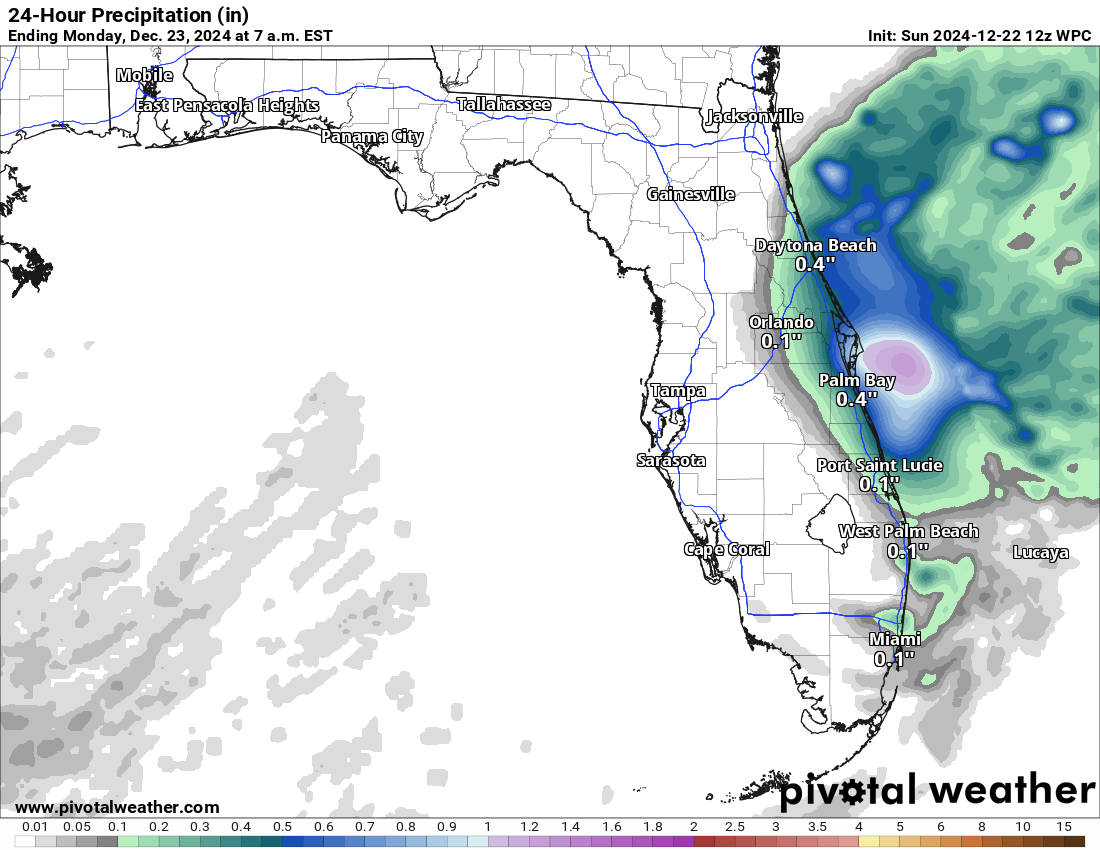 24-Hour Precipitation (in)
Ending Monday, Dec. 23, 2024 at 7 a.m. EST
Init: Sun 2024-12-22 12z WPC
Mobile
East Pensacola Heights
Tallahassee
Jacksonville
Panama City
Gainesville
Daytona Beach
0.4"
Orlando
0.1"
Palm Bay
0.4"
Tampa
Sarasota
Port Saint Lucie
0.1"
West Palm Beach
0.1"
Cape Coral
Lucaya
Miami
0.1"
pivotal weather
www.pivotalweather.com
0.01 0.05 0.1 0.2 0.3 0.4 0.5 0.6 0.7 0.8 0.9 1 1.2 1.4 1.6 1.8 2 2.5 3 3.5 4 5 6 8 10 15